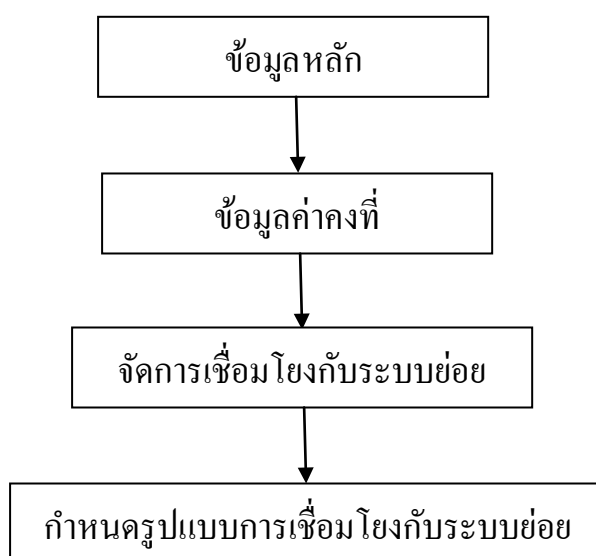 ข้อมูลหลัก
ข้อมูลค่าคงที่
จัดการเชื่อมโยงกับระบบย่อย
กำหนดรูปแบบการเชื่อมโยงกับระบบย่อย